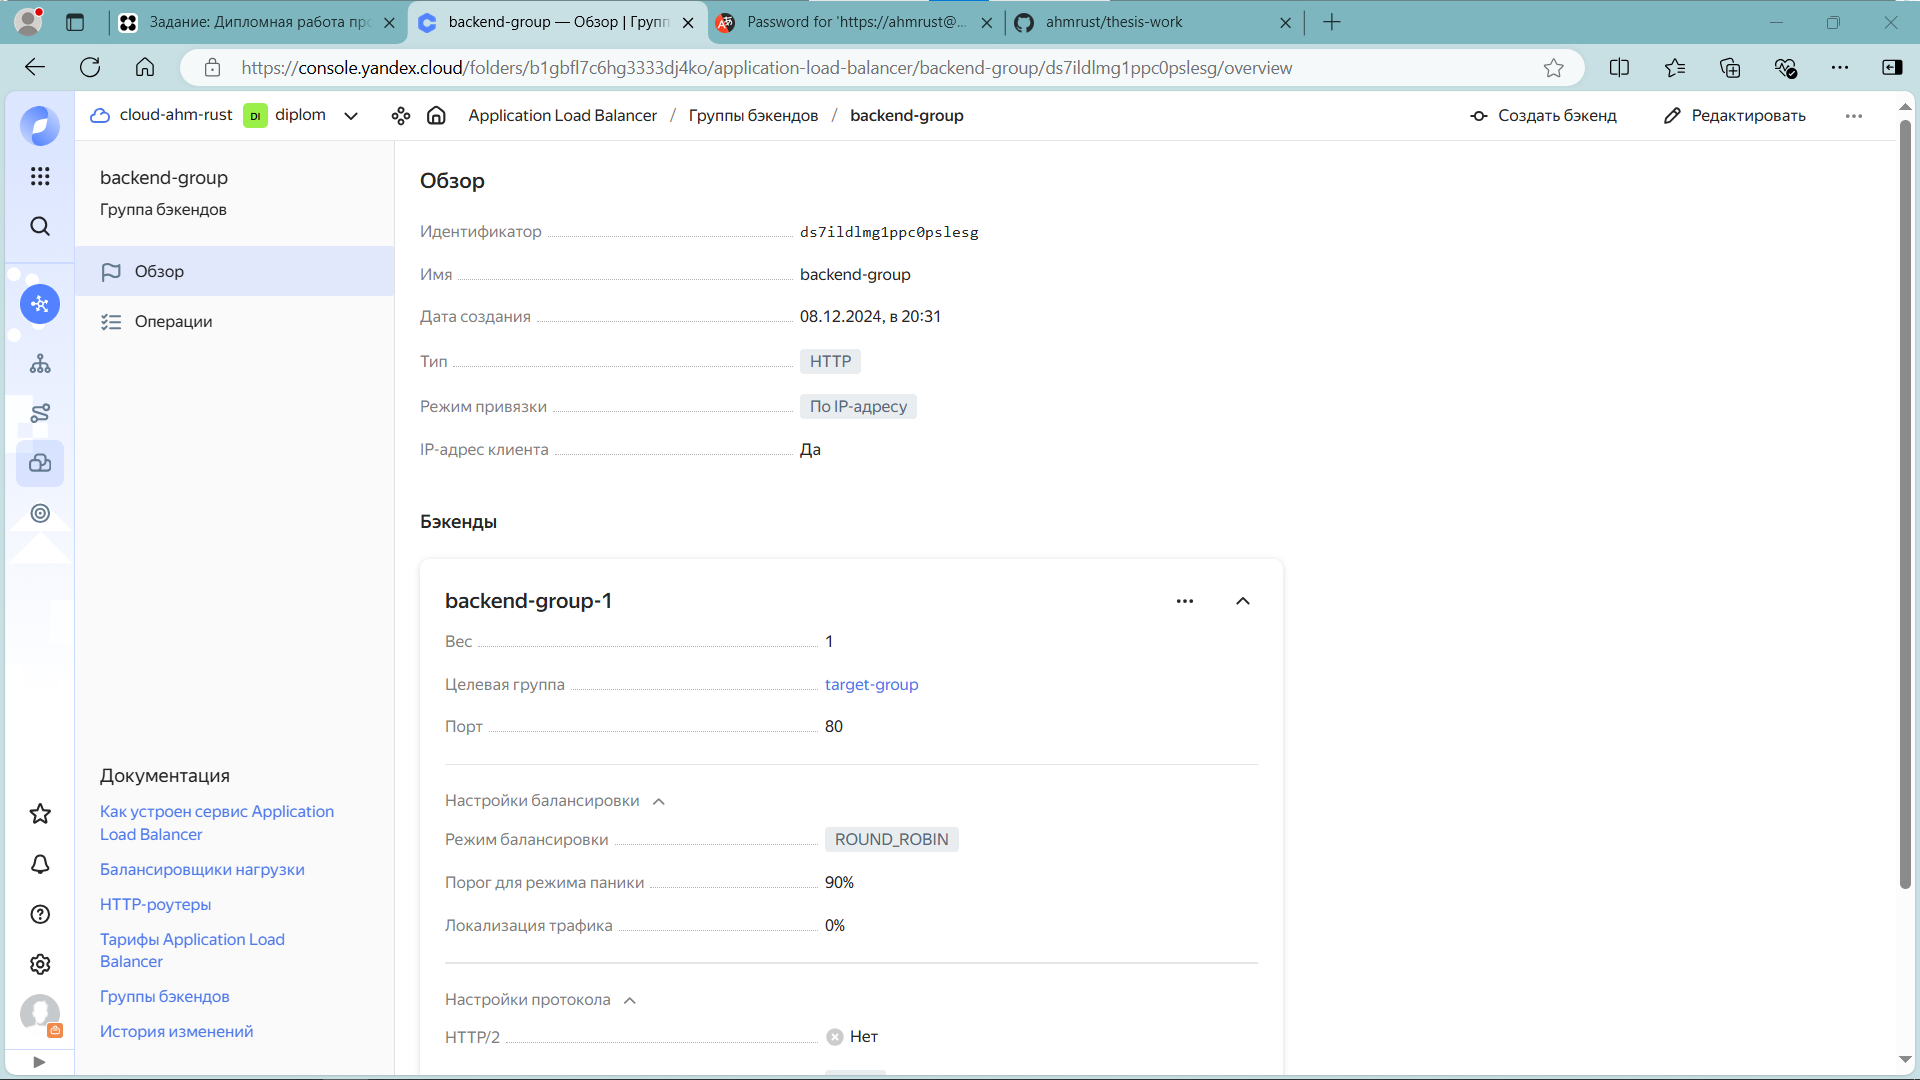 Задание: Дипломная работа пр
backend-group — Обзор | Групп
Password for 'https://ahmrust@...
ahmrust/thesis-work
https://console.yandex.cloud/folders/b1gbfl7c6hg3333dj4ko/application-load-balancer/backend-group/ds7ildlmg1ppc0pslesg/overview
cloud-ahm-rust
DI
diplom
Application Load Balancer / Группы бэкендов / backend-group
Создать бэкенд
Редактировать
backend-group
Группа бэкендов
Обзор
Операции
Документация
Как устроен сервис Application
Load Balancer
Балансировщики нагрузки
HTTP-роутеры
Тарифы Application Load
Balancer
Группы бэкендов
История изменений
Обзор
Идентификатор ds7ildlmg1ppc0pslesg
Имя backend-group
Дата создания 08.12.2024, в 20:31
Тип HTTP
Режим привязки По IP-адресу
IP-адрес клиента Да
Бэкенды
backend-group-1
Вес 1
Целевая группа target-group
Порт 80
Настройки балансировки
Режим балансировки ROUND_ROBIN
Порог для режима паники 90%
Локализация трафика 0%
Настройки протокола
HTTP/2 Нет